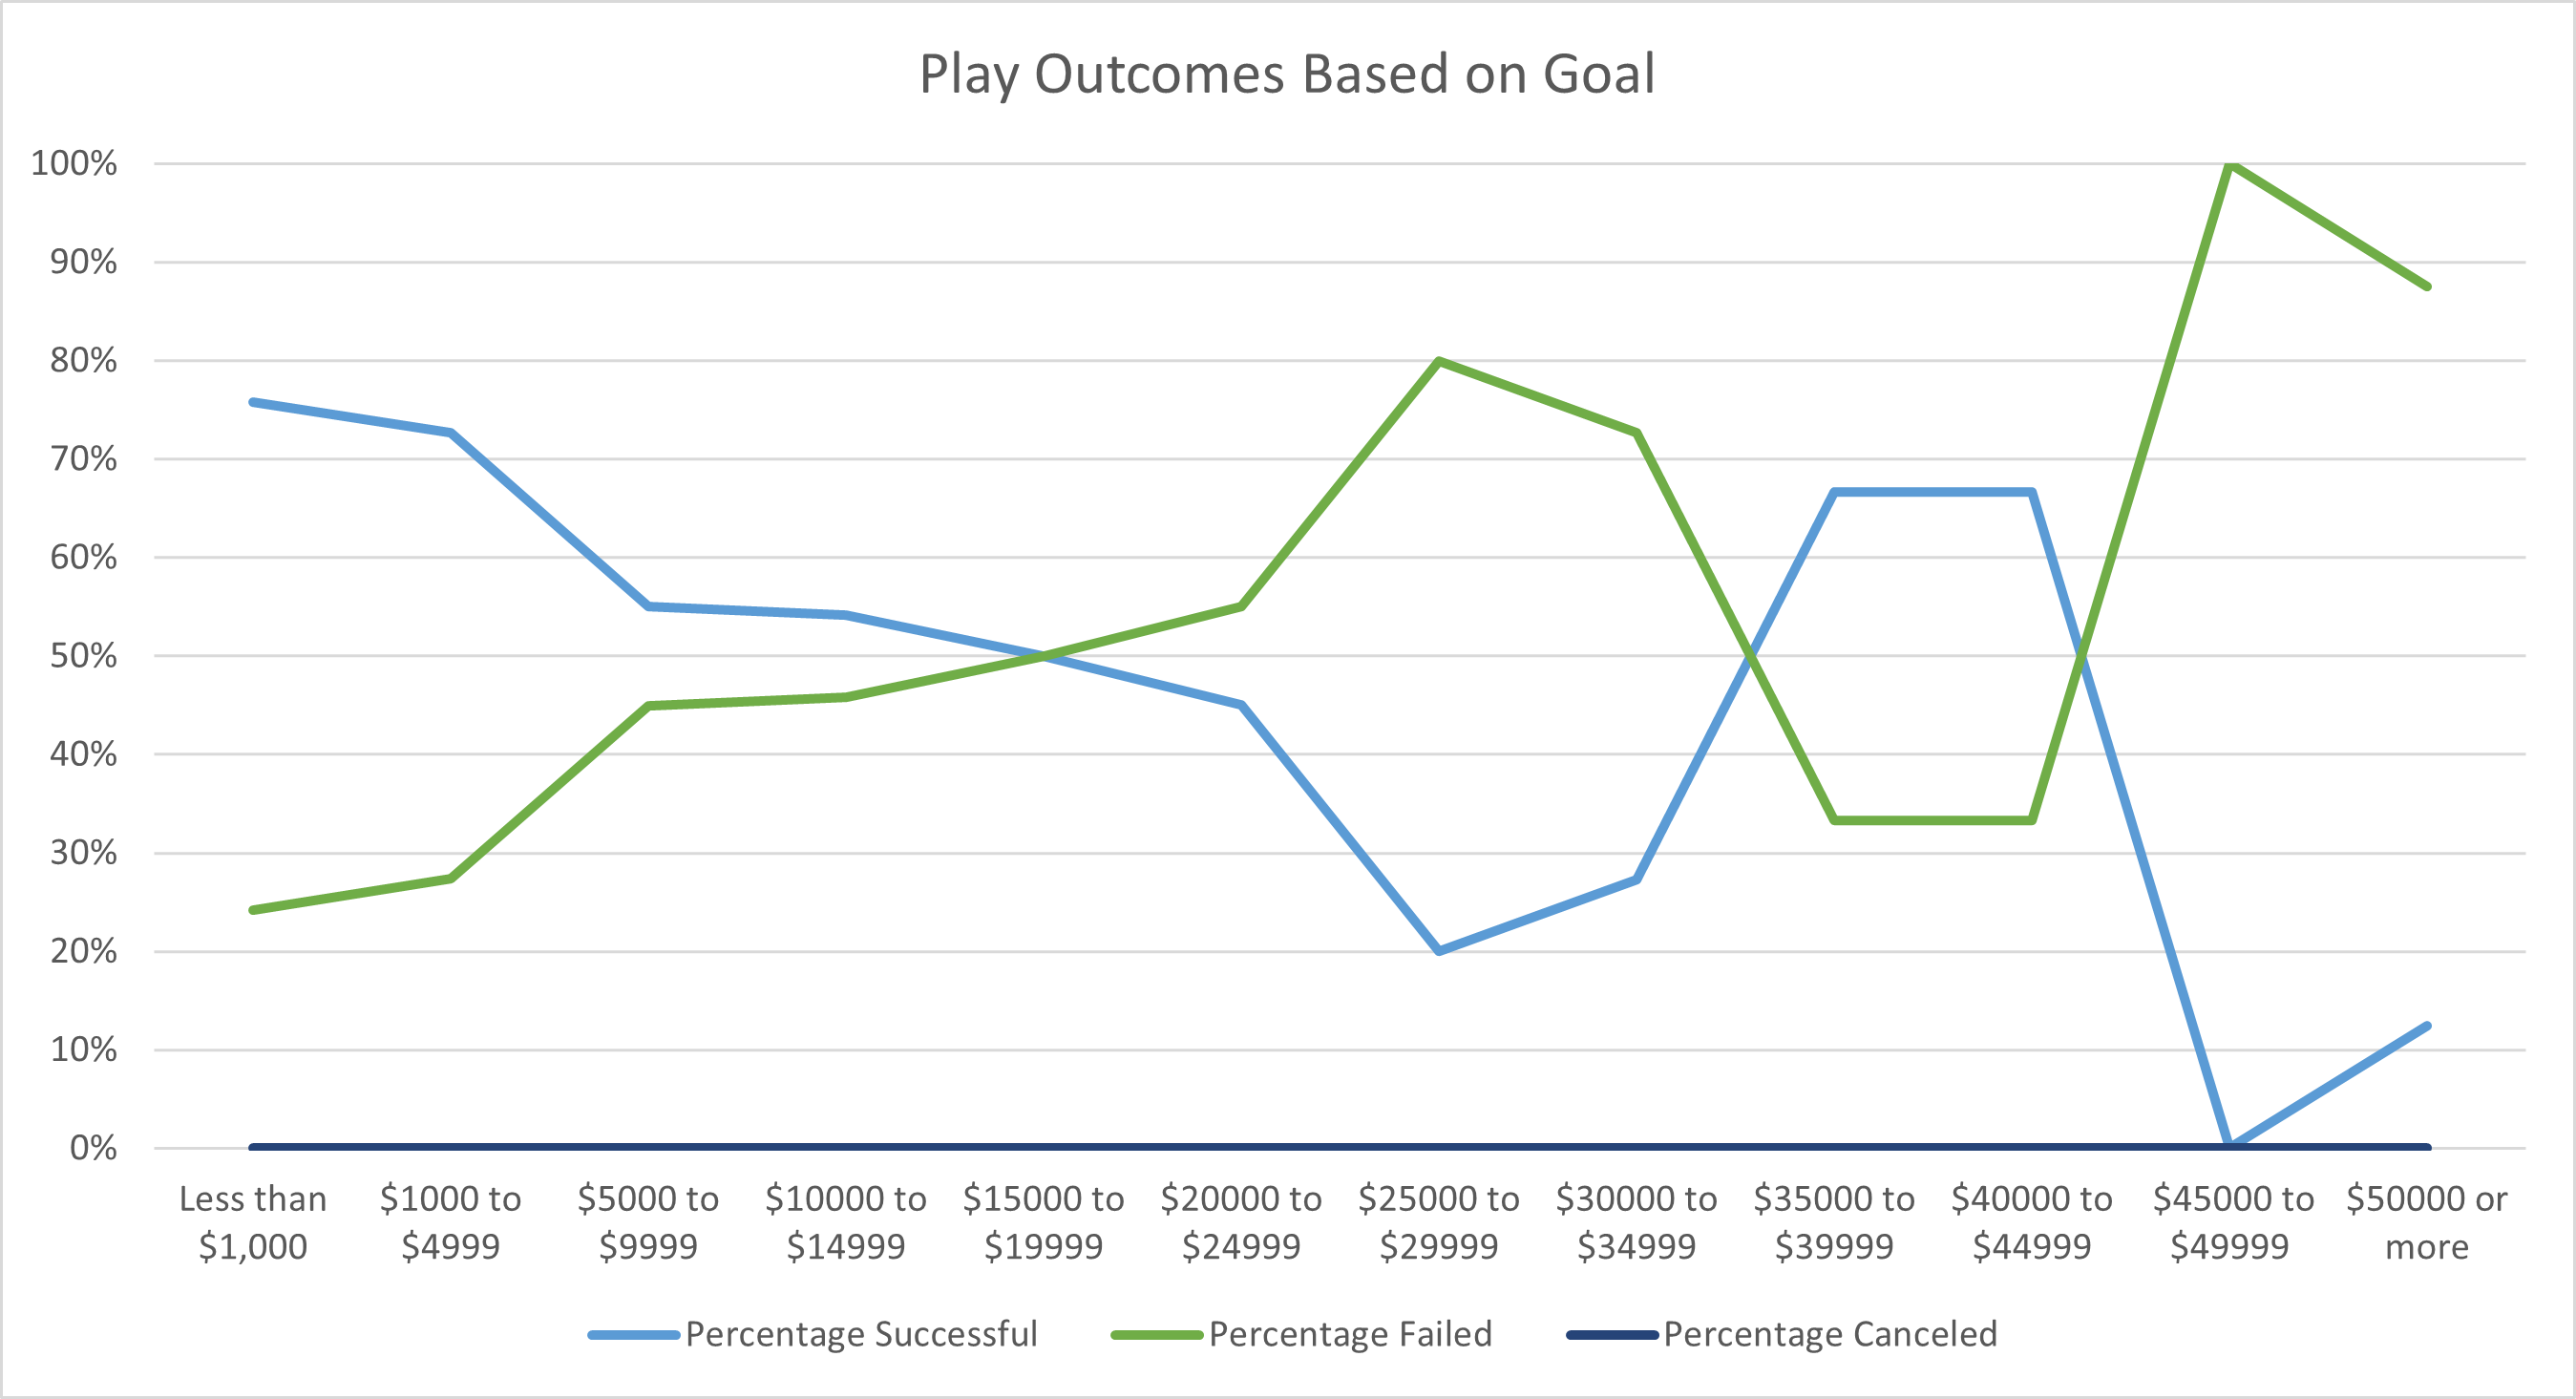 Play Outcomes Based on Goal
100%
90%
80%
70%
60%
50%
40%
30%
20%
10%
0%
Less than $1000 to $5000 to $10000 to $15000 to $20000 to $25000 to $30000 to $35000 to $40000 to $45000 to $50000 or
$1,000 $4999 $9999 $14999 $19999 $24999 $29999 $34999 $39999 $44999 $49999 more
Percentage Successful Percentage Failed Percentage Canceled